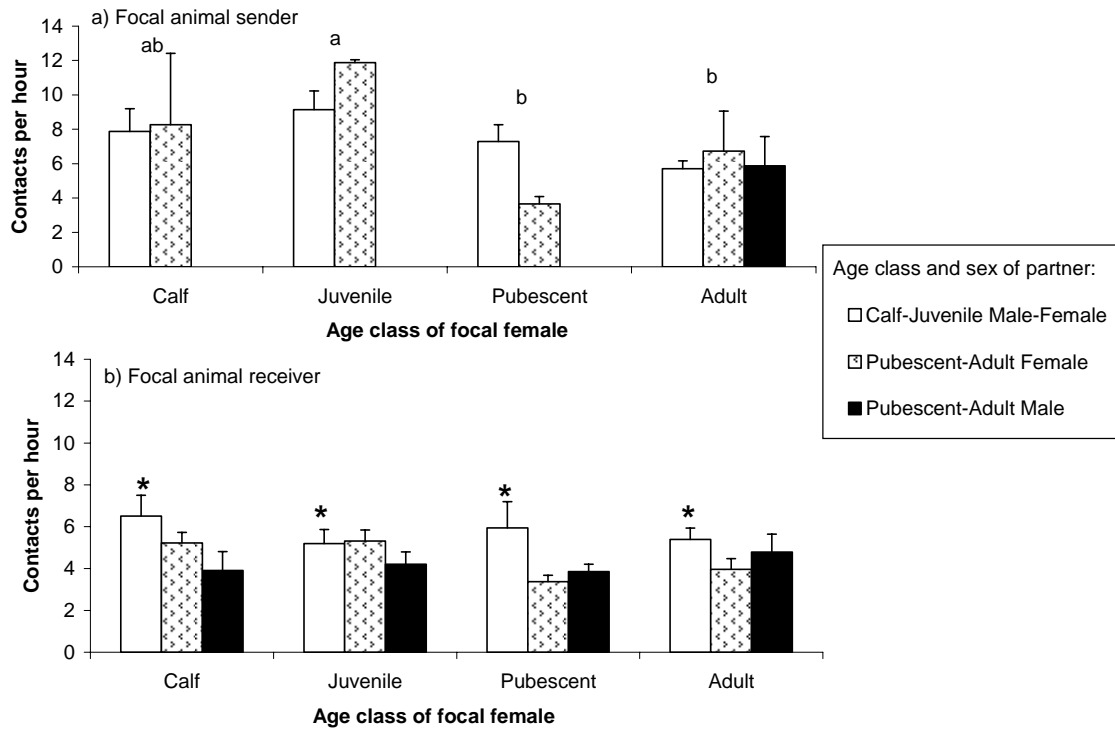 a) Focal animal sender
Contacts per hour
14
12
10
8
6
4
2
0
ab
a
b
b
Calf Juvenile Pubescent Adult
Age class of focal female
Age class and sex of partner:
Calf-Juvenile Male-Female
Pubescent-Adult Female
Pubescent-Adult Male
b) Focal animal receiver
Contacts per hour
14
12
10
8
6
4
2
0
* * * *
Calf Juvenile Pubescent Adult
Age class of focal female